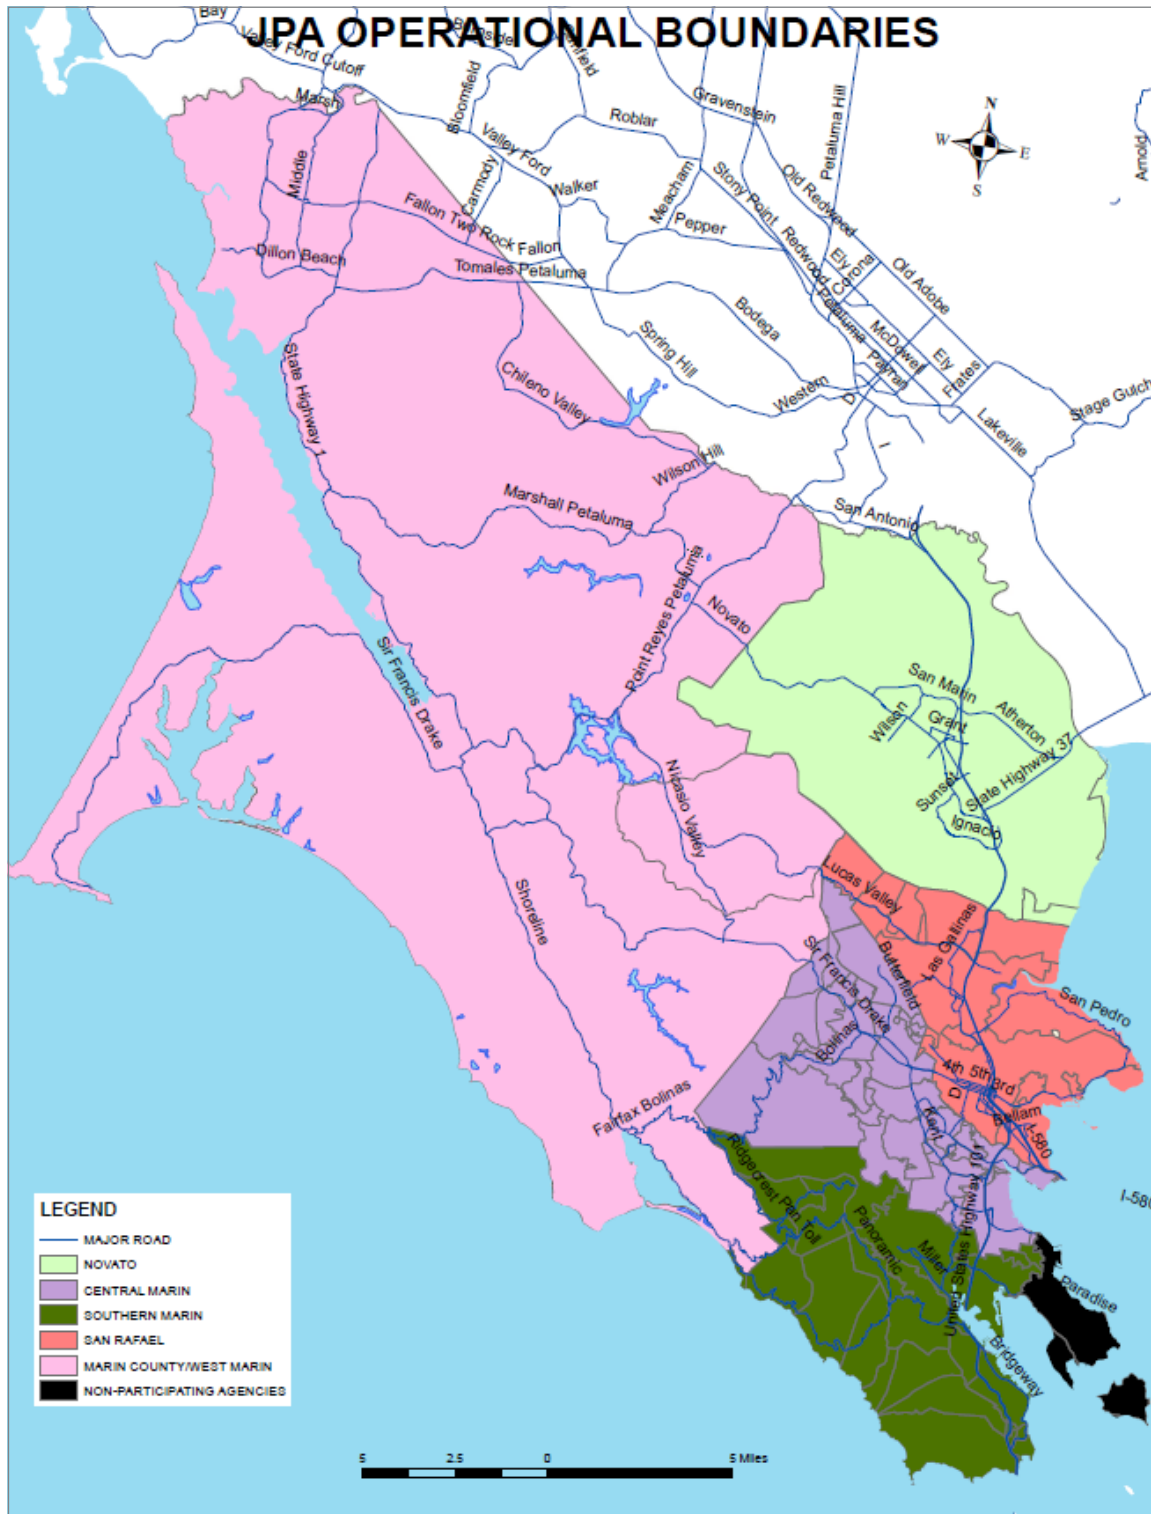 JPA OPERATIONAL BOUNDARIES
Bay
Valley Ford Cutoff
Marsh
Bloomfield
Roblar
Gravenstein
Petaluma Hill
N
W
E
S
Arnold
Middle
Valley Ford
Carmody
Walker
Meacham
Stony Point
Old Redwood
Fallon Two Rock
Fallon
Pepper
Redwood
Ely
Corona
Old Adobe
Dillon Beach
Tomales Petaluma
Bodega
Petaluma
McDowell
Ely
Payran
Frates
Spring Hill
State Highway 1
Chileno Valley
Western
D
I
Lakeville
Stage Gulch
Wilson Hill
Marshall Petaluma
San Antonio
Point Reyes Petaluma
Novato
Sir Francis Drake
San Marin
Atherton
Wilson
Grant
Sunset
State Highway 37
Ignacio
Nicasio Valley
Shoreline
Lucas Valley
Las Gallinas
Sir Francis Drake
Butterfield
San Pedro
Bolinas
4th 5th 3rd
D
Bellam
I-580
Kent
I-580
Fairfax Bolinas
Ridgecrest
Pan Toll
Panoramic
Miller
United States Highway 101
Paradise
Bridgeway
LEGEND
MAJOR ROAD
NOVATO
CENTRAL MARIN
SOUTHERN MARIN
SAN RAFAEL
MARIN COUNTY/WEST MARIN
NON-PARTICIPATING AGENCIES
5 2.5 0 5 Miles